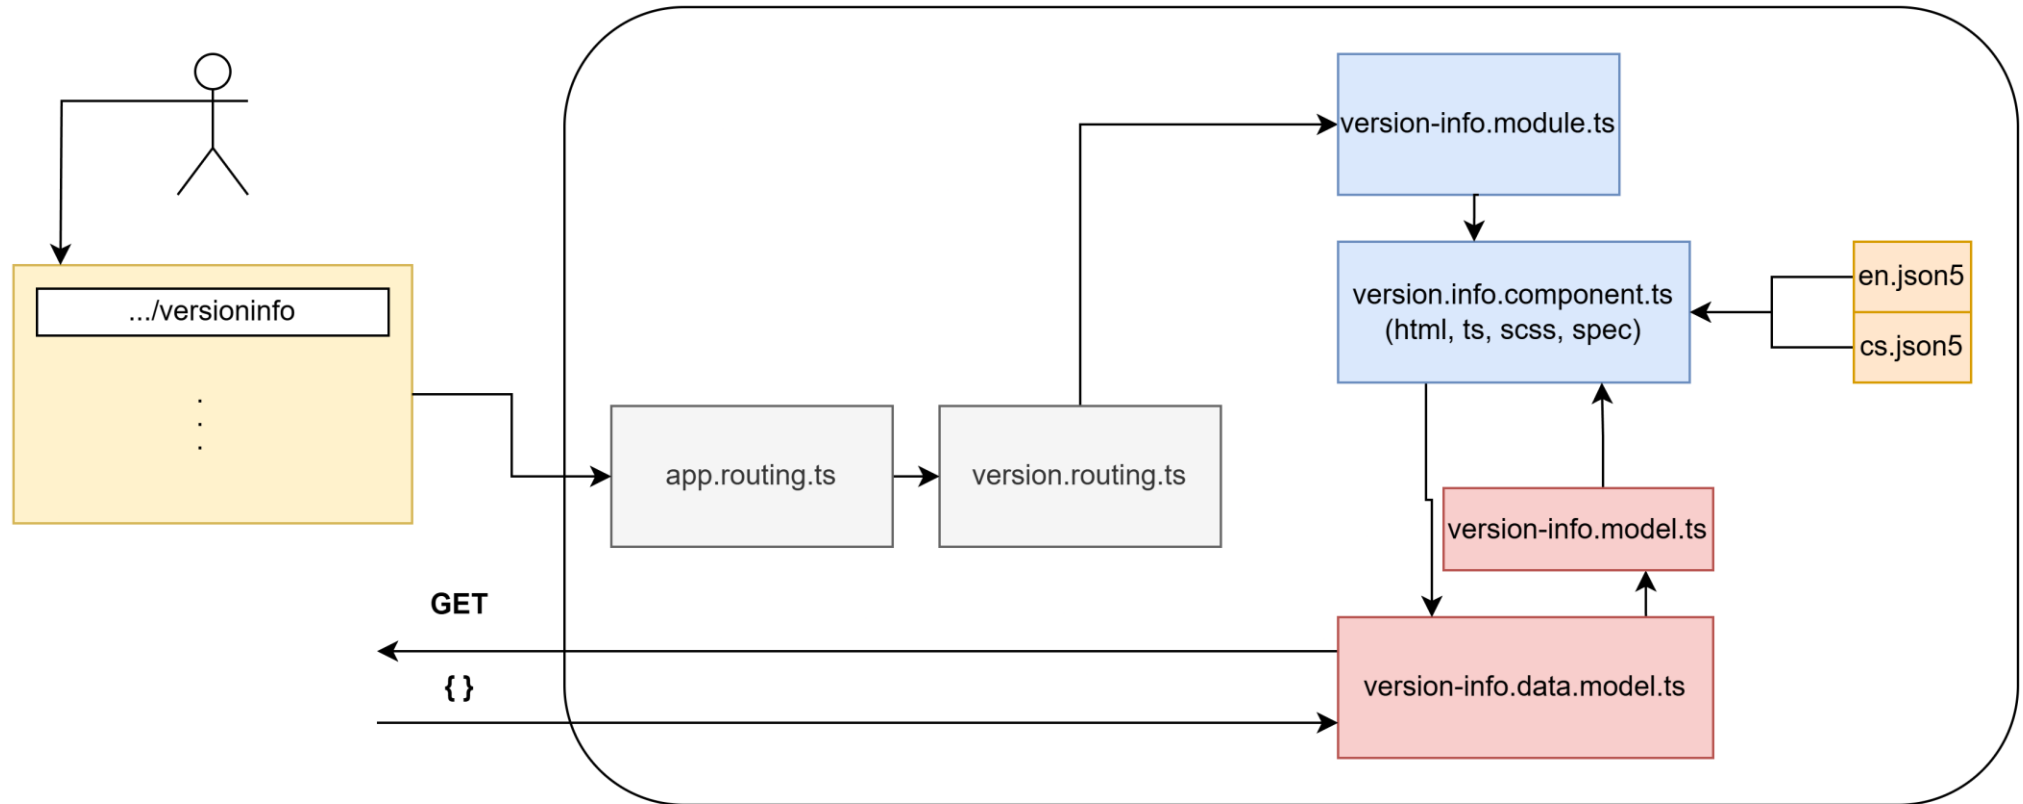 version-info.module.ts
.../versioninfo
.
.
.
version.info.component.ts
(html, ts, scss, spec)
en.json5
cs.json5
app.routing.ts
version.routing.ts
version-info.model.ts
GET
{ }
version-info.data.model.ts